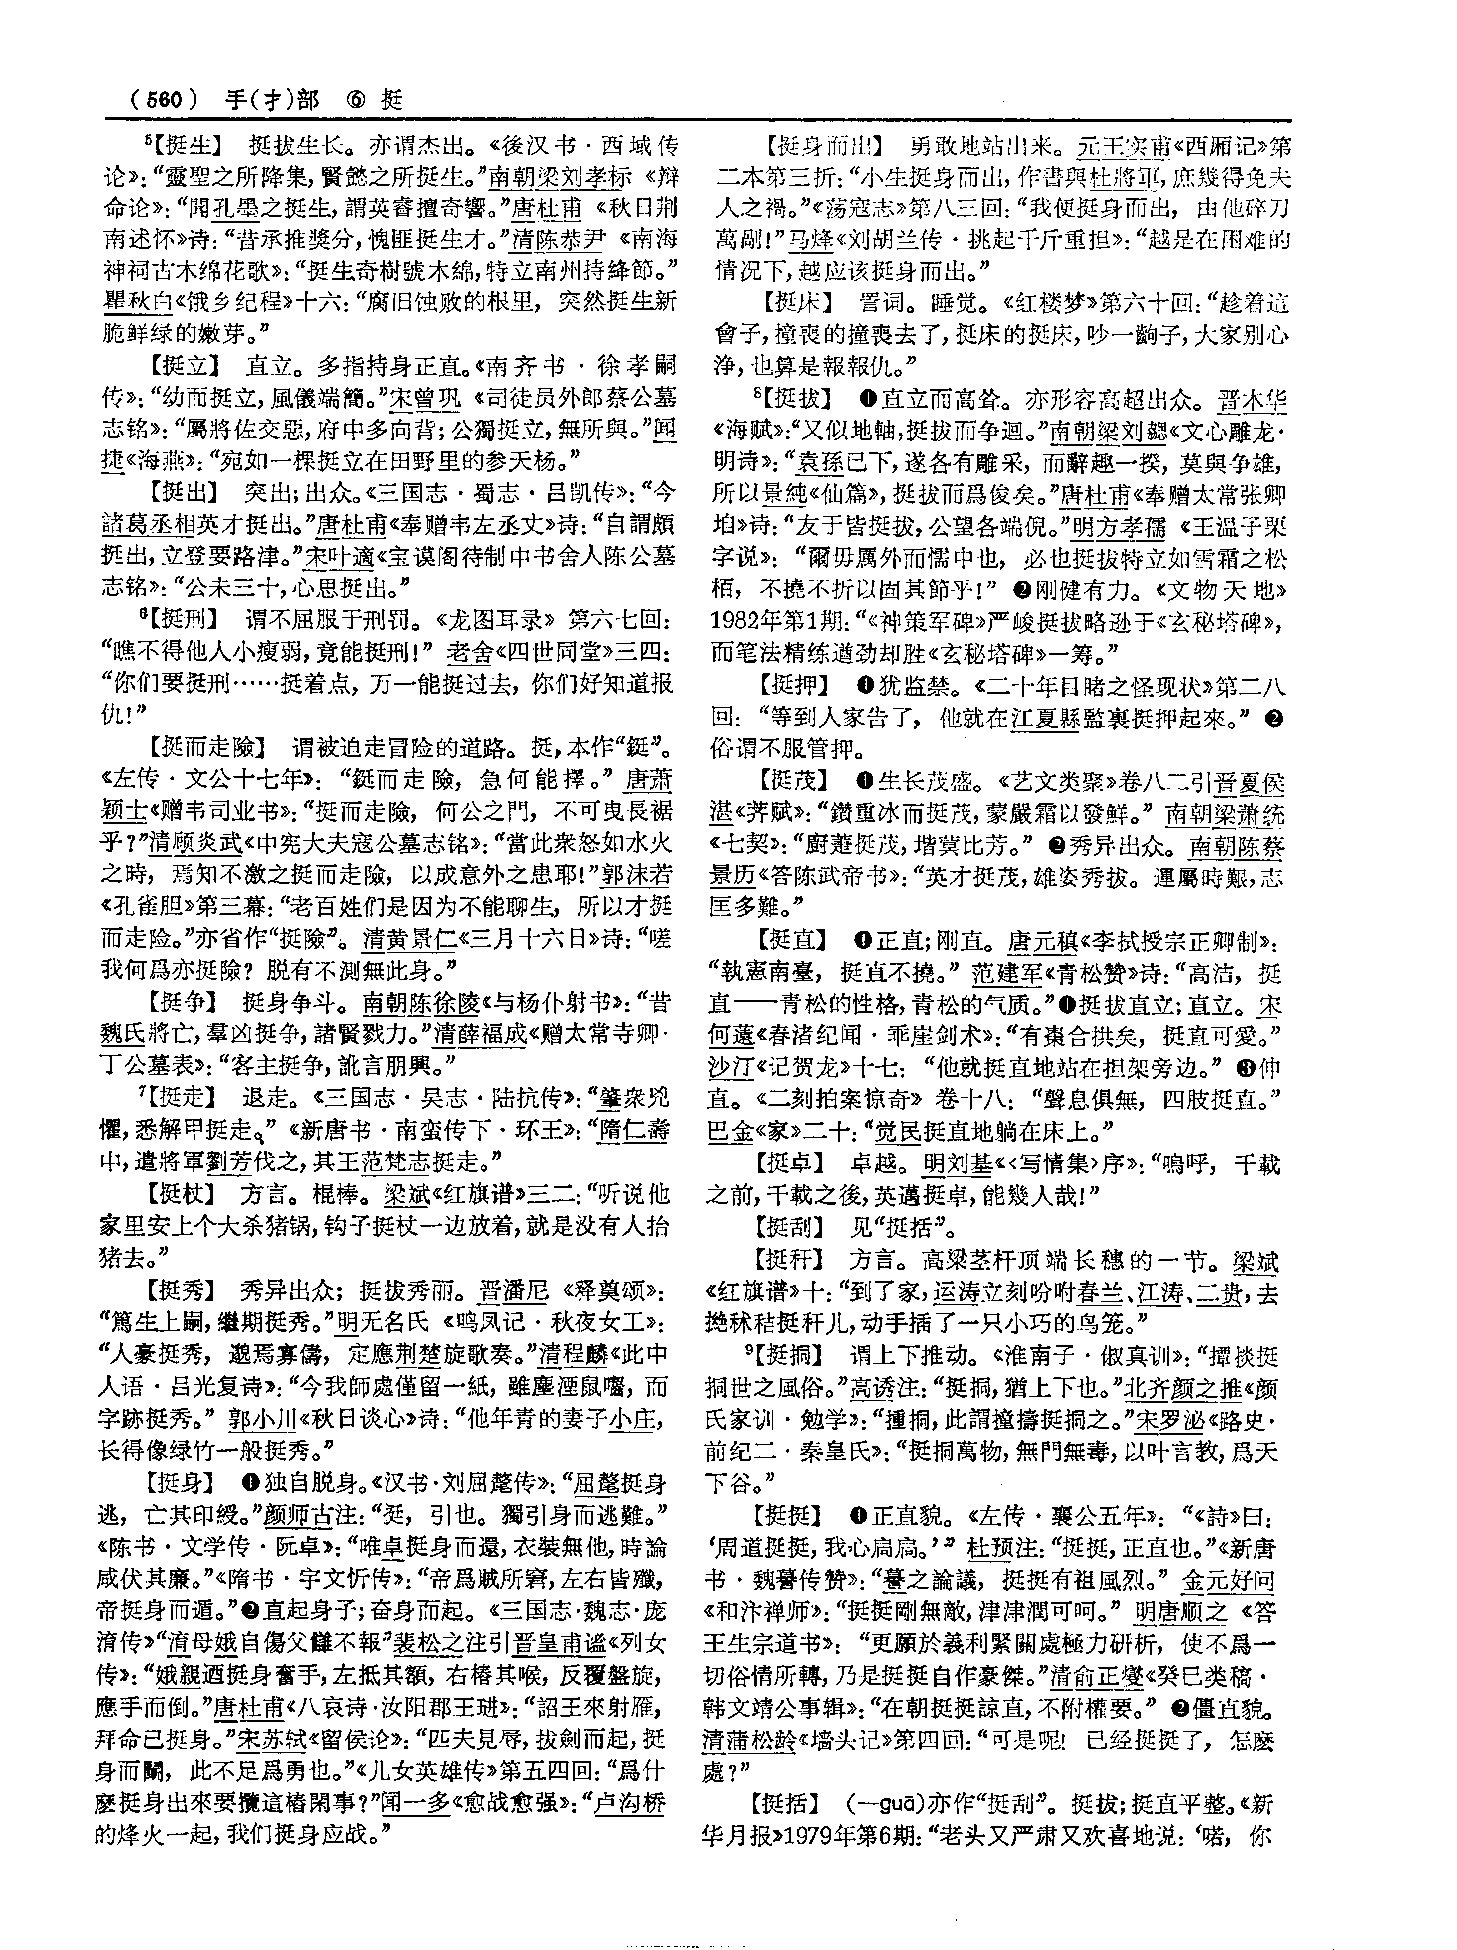 (560) 手(扌)部 ⑥ 挺
⁵【挺生】 挺拔生长。亦谓杰出。《後汉书·西域传
论》：“靈聖之所降集，賢懿之所挺生。”南朝梁刘孝标《辩
命论》：“聞孔墨之挺生，謂英睿擅奇響。”唐杜甫《秋日荆
南述怀》诗：“昔承推獎分，愧匪挺生才。”清陈恭尹《南海
神祠古木绵花歌》：“挺生奇樹號木綿，特立南州持絳節。”
瞿秋白《饿乡纪程》十六：“腐旧蚀败的根里，突然挺生新
脆鲜绿的嫩芽。”
【挺立】 直立。多指持身正直。《南齐书·徐孝嗣
传》：“幼而挺立，風儀端簡。”宋曾巩《司徒员外郎蔡公墓
志铭》：“屬將佐交惡，府中多向背；公獨挺立，無所與。”闻
捷《海燕》：“宛如一棵挺立在田野里的参天杨。”
【挺出】 突出；出众。《三国志·蜀志·吕凯传》：“今
諸葛丞相英才挺出。”唐杜甫《奉赠韦左丞丈》诗：“自謂頗
挺出，立登要路津。”宋叶適《宝谟阁待制中书舍人陈公墓
志铭》：“公未三十，心思挺出。”
⁶【挺刑】 谓不屈服于刑罚。《龙图耳录》第六七回：
“瞧不得他人小瘦弱，竟能挺刑！” 老舍《四世同堂》三四：
“你们要挺刑……挺着点，万一能挺过去，你们好知道报
仇！”
【挺而走險】 谓被迫走冒险的道路。挺，本作“鋌”。
《左传·文公十七年》：“鋌而走險，急何能擇。” 唐萧
颖士《赠韦司业书》：“挺而走險，何公之門，不可曳長裾
乎？”清顾炎武《中宪大夫寇公墓志铭》：“當此衆怒如水火
之時，焉知不激之挺而走險，以成意外之患耶！”郭沫若
《孔雀胆》第三幕：“老百姓们是因为不能聊生，所以才挺
而走险。”亦省作“挺險”。清黄景仁《三月十六日》诗：“嗟
我何爲亦挺險？脱有不測無此身。”
【挺争】 挺身争斗。南朝陈徐陵《与杨仆射书》：“昔
魏氏將亡，羣凶挺争，諸賢戮力。”清薛福成《赠太常寺卿·
丁公墓表》：“客主挺争，訛言朋興。”
⁷【挺走】 退走。《三国志·吴志·陆抗传》：“肇衆兇
懼，悉解甲挺走。” 《新唐书·南蛮传下·环王》：“隋仁壽
中，遣將軍劉芳伐之，其王范梵志挺走。”
【挺杖】 方言。棍棒。梁斌《红旗谱》三二：“听说他
家里安上个大杀猪锅，钩子挺杖一边放着，就是没有人抬
猪去。”
【挺秀】 秀异出众；挺拔秀丽。晋潘尼《释奠颂》：
“篤生上嗣，繼期挺秀。”明无名氏《鸣凤记·秋夜女工》：
“人豪挺秀，邈焉寡儔，定應荆楚旋歌奏。”清程麟《此中
人语·吕光复诗》：“今我師處僅留一紙，雖塵湮鼠囓，而
字跡挺秀。” 郭小川《秋日谈心》诗：“他年青的妻子小庄，
长得像绿竹一般挺秀。”
【挺身】 ❶独自脱身。《汉书·刘屈氂传》：“屈氂挺身
逃，亡其印綬。”颜师古注：“挺，引也。獨引身而逃難。”
《陈书·文学传·阮卓》：“唯卓挺身而還，衣裝無他，時論
咸伏其廉。”《隋书·宇文忻传》：“帝爲賊所窘，左右皆殲，
帝挺身而遁。”❷直起身子；奋身而起。《三国志·魏志·庞
淯传》“淯母娥自傷父讎不報”裴松之注引晋皇甫谧《列女
传》：“娥親迺挺身奮手，左抵其額，右樁其喉，反覆盤旋，
應手而倒。”唐杜甫《八哀诗·汝阳郡王琎》：“詔王來射雁，
拜命已挺身。”宋苏轼《留侯论》：“匹夫見辱，拔劍而起，挺
身而鬭，此不足爲勇也。”《儿女英雄传》第五四回：“爲什
麽挺身出來要攬這樁閑事？”闻一多《愈战愈强》：“卢沟桥
的烽火一起，我们挺身应战。”
【挺身而出】 勇敢地站出来。元王实甫《西厢记》第
二本第三折：“小生挺身而出，作書與杜將軍，庶幾得免夫
人之禍。”《荡寇志》第八三回：“我便挺身而出，由他碎刀
萬剮！”马烽《刘胡兰传·挑起千斤重担》：“越是在困难的
情况下，越应该挺身而出。”
【挺床】 詈词。睡觉。《红楼梦》第六十回：“趁着這
會子，撞喪的撞喪去了，挺床的挺床，吵一齣子，大家别心
净，也算是報報仇。”
⁸【挺拔】 ❶直立而高耸。亦形容高超出众。晋木华
《海赋》：“又似地軸，挺拔而争迴。”南朝梁刘勰《文心雕龙·
明诗》：“袁孫已下，遂各有雕采，而辭趣一揆，莫與争雄，
所以景純《仙篇》，挺拔而爲俊矣。”唐杜甫《奉赠太常张卿
垍》诗：“友于皆挺拔，公望各端倪。”明方孝孺《王温子栗
字说》：“爾毋厲外而懦中也，必也挺拔特立如雪霜之松
栢，不撓不折以固其節乎！” ❷刚健有力。《文物天地》
1982年第1期：“《神策军碑》严峻挺拔略逊于《玄秘塔碑》，
而笔法精练遒劲却胜《玄秘塔碑》一筹。”
【挺押】 ❶犹监禁。《二十年目睹之怪现状》第二八
回：“等到人家告了，他就在江夏縣監裏挺押起來。” ❷
俗谓不服管押。
【挺茂】 ❶生长茂盛。《艺文类聚》卷八二引晋夏侯
湛《荠赋》：“鑽重冰而挺茂，蒙嚴霜以發鮮。” 南朝梁萧统
《七契》：“廚萐挺茂，堦蓂比芳。” ❷秀异出众。南朝陈蔡
景历《答陈武帝书》：“英才挺茂，雄姿秀拔。運屬時艱，志
匡多難。”
【挺直】 ❶正直；刚直。唐元稹《李拭授宗正卿制》：
“執憲南臺，挺直不撓。” 范建军《青松赞》诗：“高洁，挺
直——青松的性格，青松的气质。”❶挺拔直立；直立。宋
何薳《春渚纪闻·乖崖剑术》：“有棗合拱矣，挺直可愛。”
沙汀《记贺龙》十七：“他就挺直地站在担架旁边。” ❸伸
直。《二刻拍案惊奇》卷十八：“聲息俱無，四肢挺直。”
巴金《家》二十：“觉民挺直地躺在床上。”
【挺卓】 卓越。明刘基《〈写情集〉序》：“嗚呼，千載
之前，千載之後，英邁挺卓，能幾人哉！”
【挺刮】 见“挺括”。
【挺秆】 方言。高梁茎杆顶端长穗的一节。梁斌
《红旗谱》十：“到了家，运涛立刻吩咐春兰、江涛、二贵，去
抛秫秸挺秆儿，动手插了一只小巧的鸟笼。”
⁹【挺挏】 谓上下推动。《淮南子·俶真训》：“撢掞挺
挏世之風俗。”高诱注：“挺挏，猶上下也。”北齐颜之推《颜
氏家训·勉学》：“揰挏，此謂撞擣挺挏之。”宋罗泌《路史·
前纪二·泰皇氏》：“挺挏萬物，無門無毒，以叶言教，爲天
下谷。”
【挺挺】 ❶正直貌。《左传·襄公五年》：“《詩》曰：
‘周道挺挺，我心扃扃。’” 杜预注：“挺挺，正直也。”《新唐
书·魏謩传赞》：“謩之論議，挺挺有祖風烈。” 金元好问
《和汴禅师》：“挺挺剛無敵，津津潤可呵。” 明唐顺之《答
王生宗道书》：“更願於義利緊關處極力研析，使不爲一
切俗情所轉，乃是挺挺自作豪傑。”清俞正燮《癸巳类稿·
韩文靖公事辑》：“在朝挺挺諒直，不附權要。” ❷僵直貌。
清蒲松龄《墙头记》第四回：“可是呢！已经挺挺了，怎麽
處？”
【挺括】 （—guā）亦作“挺刮”。挺拔；挺直平整。《新
华月报》1979年第6期：“老头又严肃又欢喜地说：‘喏，你